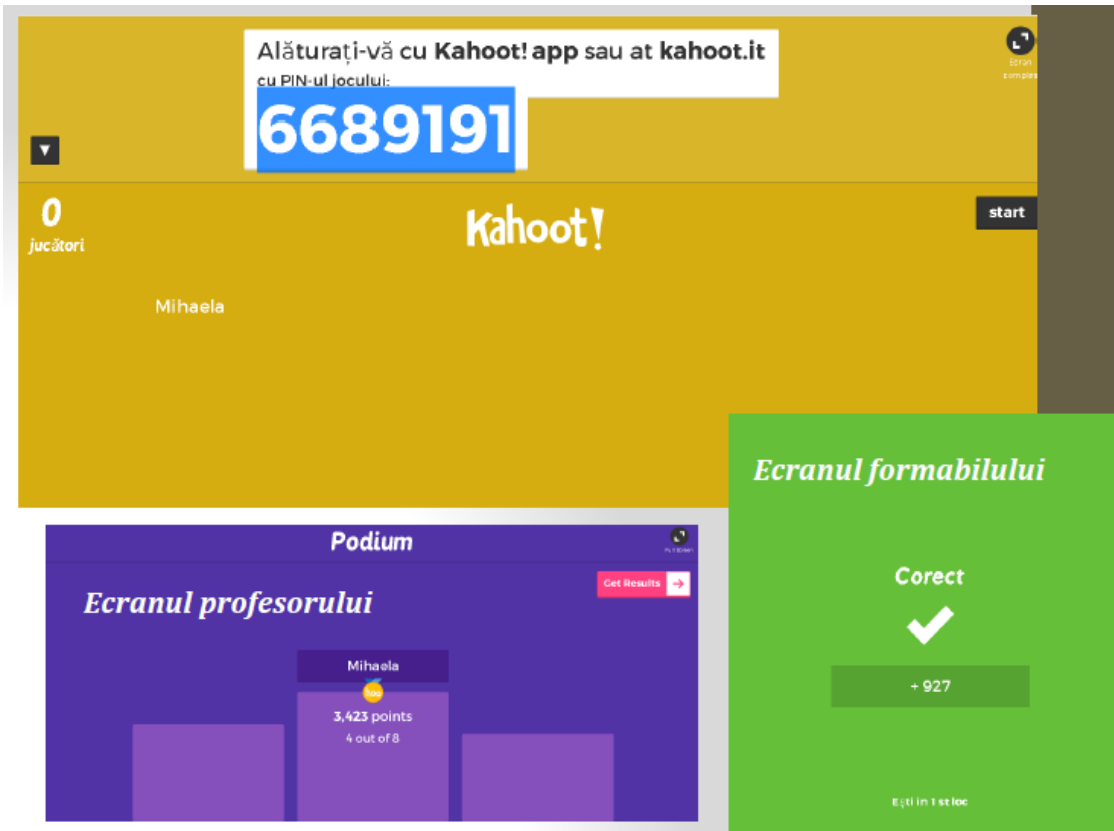 Alăturați-vă cu Kahoot! app sau at kahoot.it
cu PIN-ul jocului:
6689191
Ecran
complet
▼
0
jucători
Kahoot!
start
Mihaela
Ecranul formabilului
Corect
+ 927
Ești in 1 st loc
Podium
Get Results →
Ecranul profesorului
Mihaela
3,423 points
4 out of 8